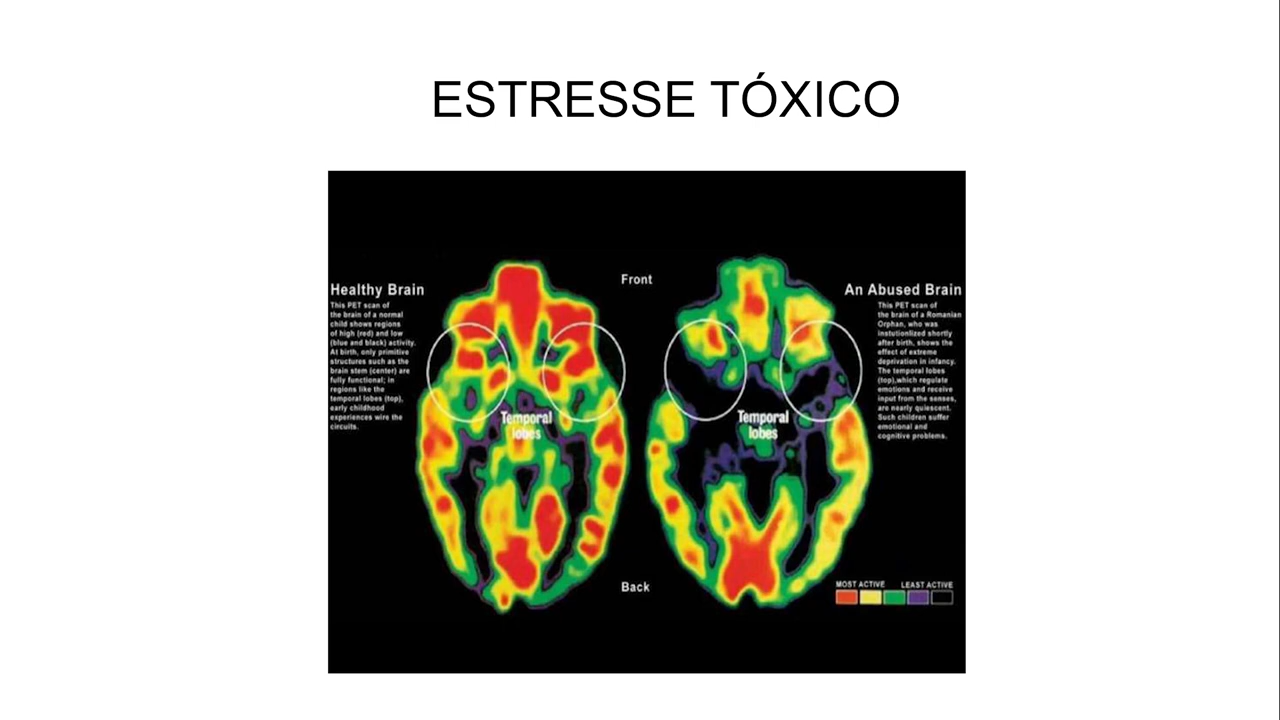 ESTRESSE TÓXICO
Healthy Brain
This PET scan of
the brain of a normal
child shows regions
of high (red) and low
(blue and black) activity.
At birth, only primitive
structures such as the
brain stem (center) are
fully functional; in
regions like the
temporal lobes (top),
early childhood
experiences wire the
circuits.
Front
Temporal
lobes
Back
Temporal
lobes
An Abused Brain
This PET scan of
the brain of a Romanian
Orphan, who was
instutionlized shortly
after birth, shows the
effect of extreme
deprivation in infancy.
The temporal lobes
(top),which regulate
emotions and receive
input from the senses,
are nearly quiescent.
Such children suffer
emotional and
cognitive problems.
MOST ACTIVE LEAST ACTIVE